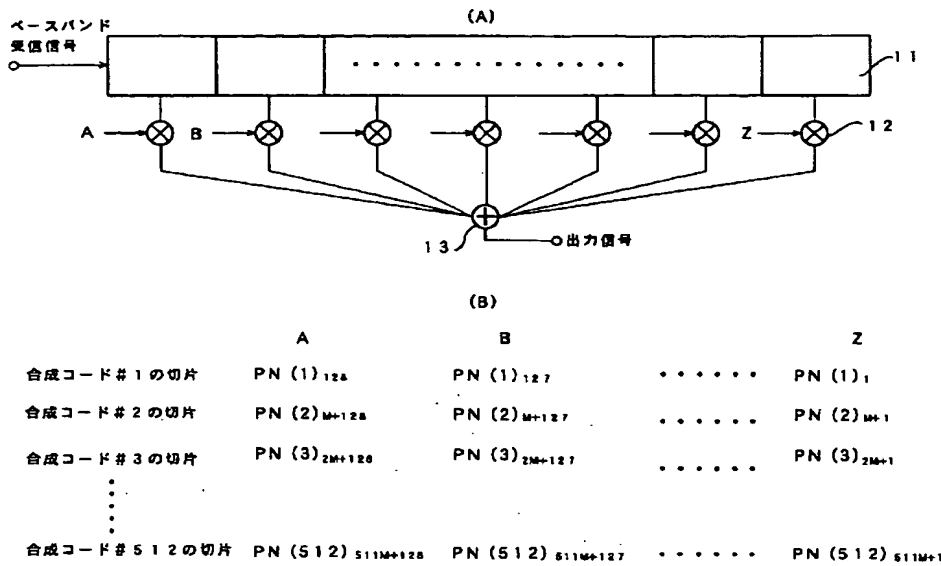 (A)
ベースバンド
受信信号
11
A B Z 12
13
出力信号
(B)
A B Z
合成コード#1の切片 PN (1)₁₂₈ PN (1)₁₂₇ ・・・・・・ PN (1)₁
合成コード#2の切片 PN (2)M+128 PN (2)M+127 ・・・・・・ PN (2)M+1
合成コード#3の切片 PN (3)2M+128 PN (3)2M+127 ・・・・・・ PN (3)2M+1
合成コード#512の切片 PN (512)511M+128 PN (512)511M+127 ・・・・・・ PN (512)511M+1